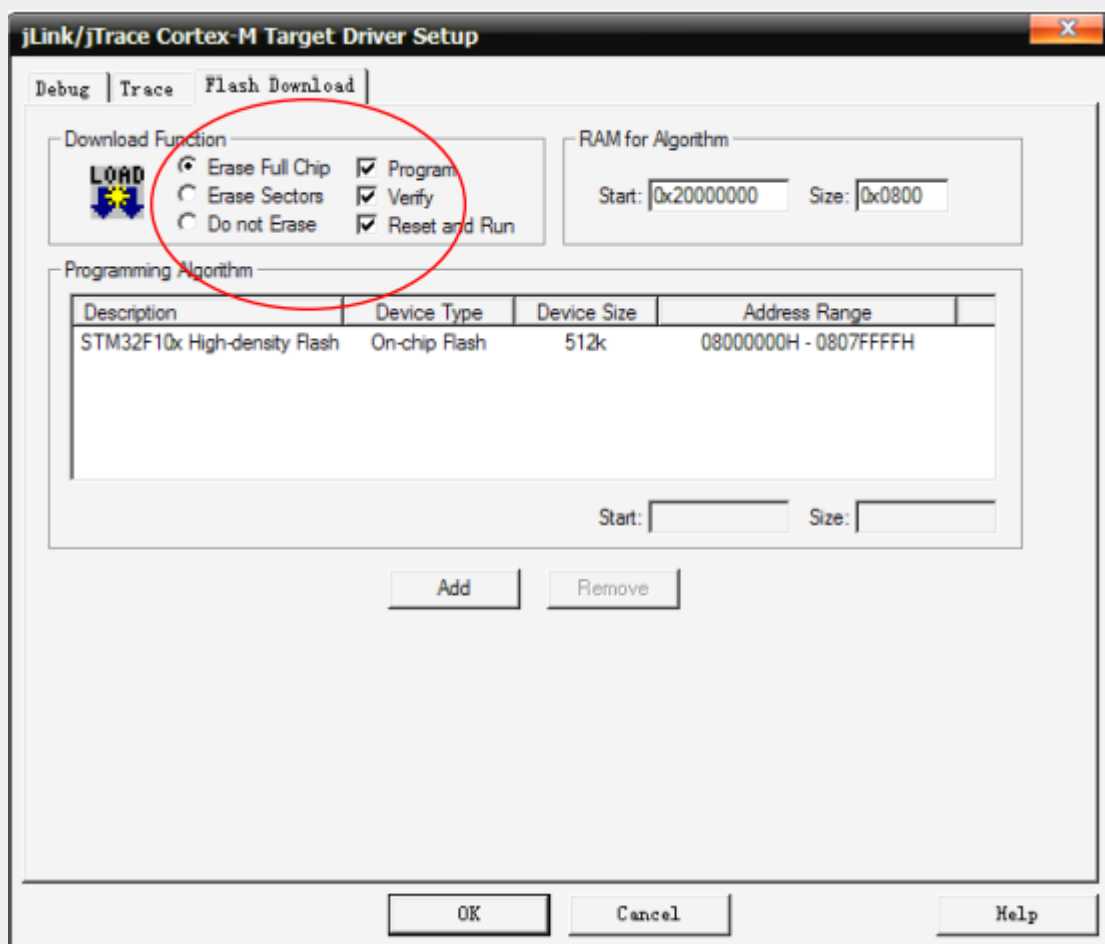 jLink/jTrace Cortex-M Target Driver Setup
Debug Trace Flash Download
Download Function
LOAD
Erase Full Chip
Erase Sectors
Do not Erase
Program
Verify
Reset and Run
RAM for Algorithm
Start: 0x20000000 Size: 0x0800
Programming Algorithm
Description Device Type Device Size Address Range
STM32F10x High-density Flash On-chip Flash 512k 08000000H - 0807FFFFH
Start: Size:
Add Remove
OK Cancel Help